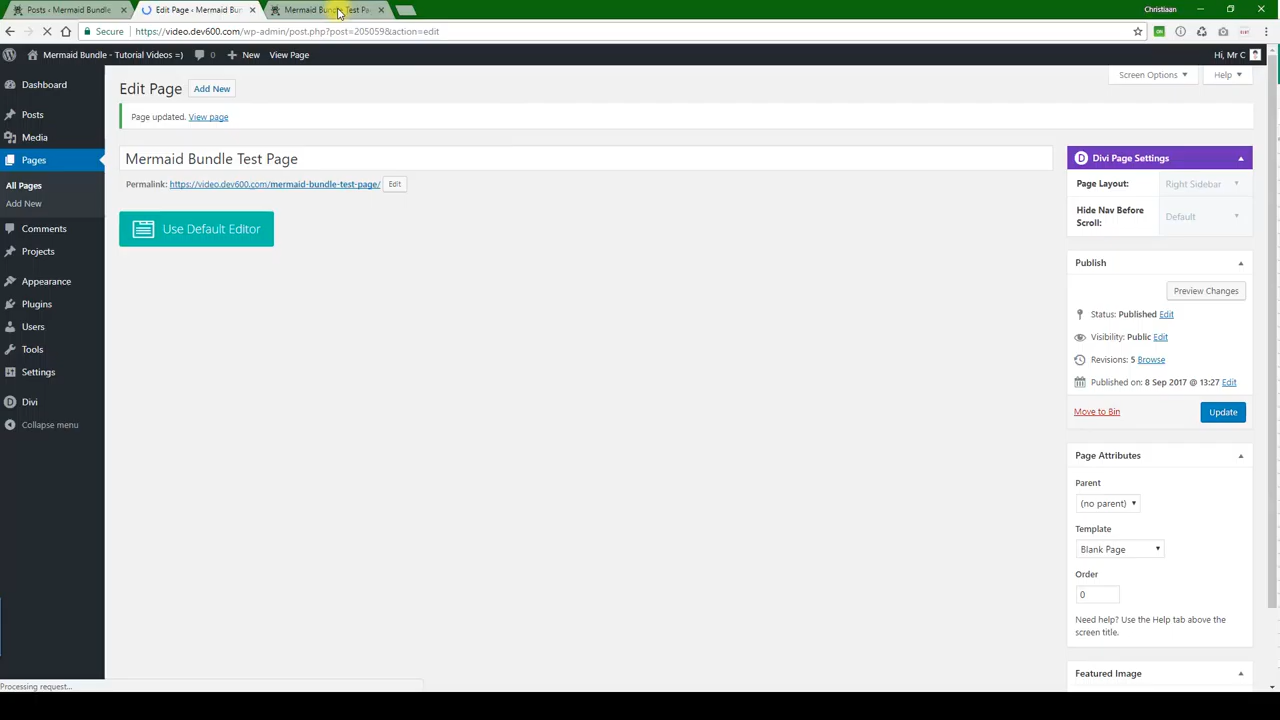 Posts ‹ Mermaid Bundle
Edit Page ‹ Mermaid Bun
Mermaid Bundle Test Pa
Christiaan
Secure
https://video.dev600.com/wp-admin/post.php?post=205059&action=edit
Mermaid Bundle - Tutorial Videos =)
0
New
View Page
Hi, Mr C
Dashboard
Posts
Media
Pages
All Pages
Add New
Comments
Projects
Appearance
Plugins
Users
Tools
Settings
Divi
Collapse menu
Edit Page
Add New
Screen Options
Help
Page updated. View page
Mermaid Bundle Test Page
Permalink: https://video.dev600.com/mermaid-bundle-test-page/
Edit
Use Default Editor
Divi Page Settings
Page Layout:
Right Sidebar
Hide Nav Before
Scroll:
Default
Publish
Preview Changes
Status: Published Edit
Visibility: Public Edit
Revisions: 5 Browse
Published on: 8 Sep 2017 @ 13:27 Edit
Move to Bin
Update
Page Attributes
Parent
(no parent)
Template
Blank Page
Order
0
Need help? Use the Help tab above the
screen title.
Featured Image
Processing request...